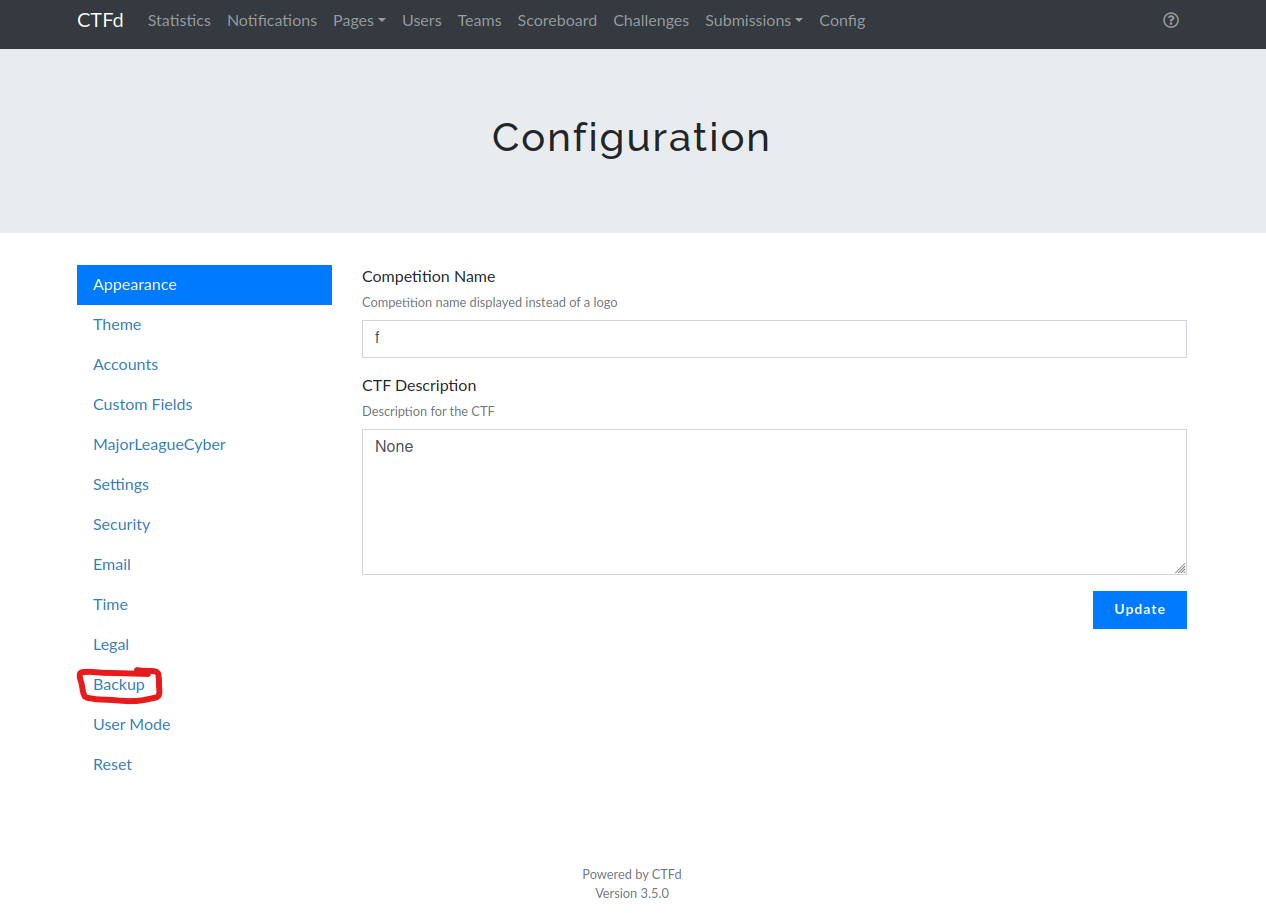 CTFd Statistics Notifications Pages Users Teams Scoreboard Challenges Submissions Config
Configuration
Appearance
Theme
Accounts
Custom Fields
MajorLeagueCyber
Settings
Security
Email
Time
Legal
Backup
User Mode
Reset
Competition Name
Competition name displayed instead of a logo
f
CTF Description
Description for the CTF
None
Update
Powered by CTFd
Version 3.5.0